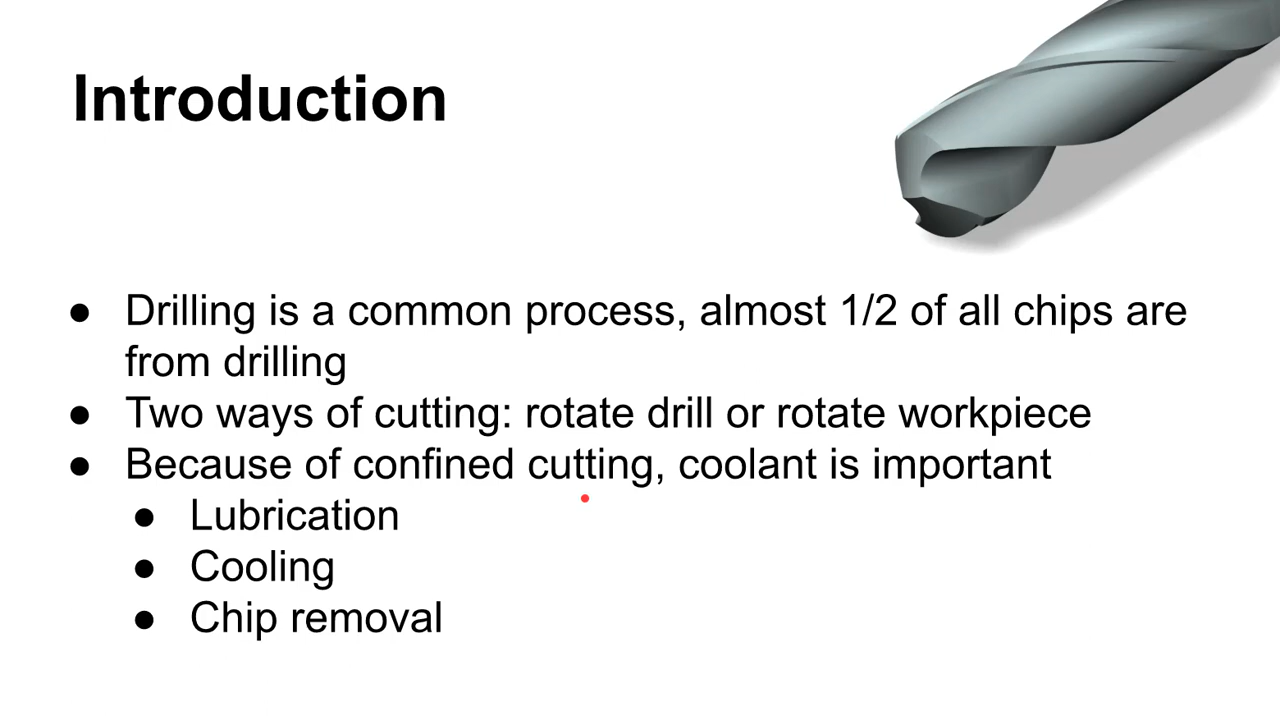 Introduction
● Drilling is a common process, almost 1/2 of all chips are
from drilling
● Two ways of cutting: rotate drill or rotate workpiece
● Because of confined cutting, coolant is important
● Lubrication
● Cooling
● Chip removal